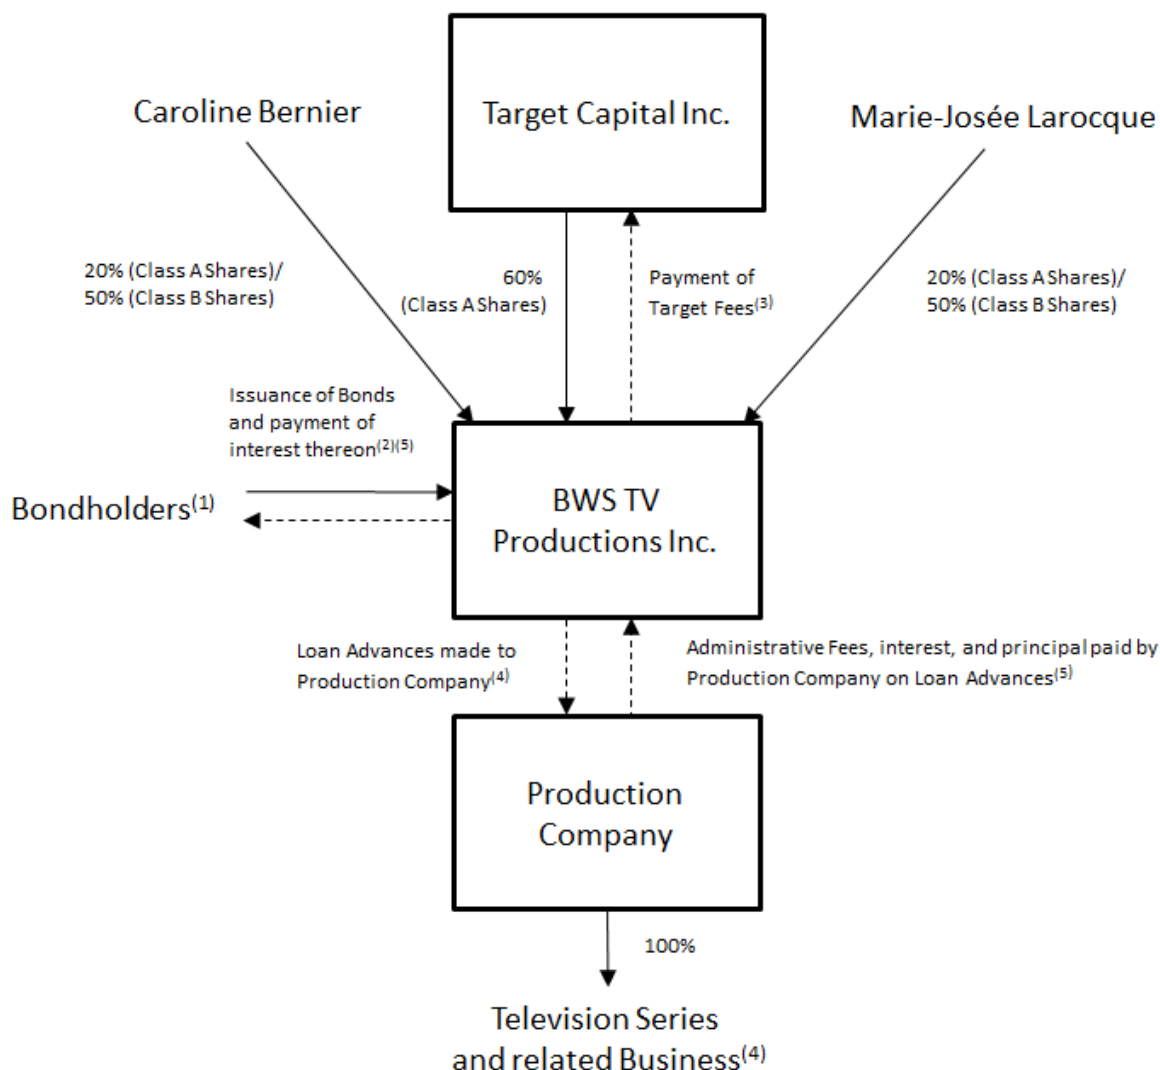 Caroline Bernier
Target Capital Inc.
Marie-Josée Larocque
20% (Class A Shares)/
50% (Class B Shares)
60%
(Class A Shares)
Payment of
Target Fees(3)
20% (Class A Shares)/
50% (Class B Shares)
Issuance of Bonds
and payment of
interest thereon(2)(5)
Bondholders(1)
BWS TV
Productions Inc.
Loan Advances made to
Production Company(4)
Administrative Fees, interest, and principal paid by
Production Company on Loan Advances(5)
Production
Company
100%
Television Series
and related Business(4)